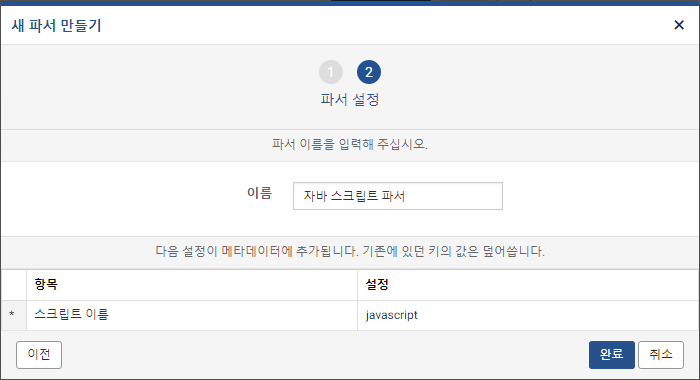 새 파서 만들기 ×
1 2
파서 설정
파서 이름을 입력해 주십시오.
이름 자바 스크립트 파서
다음 설정이 메타데이터에 추가됩니다. 기존에 있던 키의 값은 덮어씁니다.
항목 설정
* 스크립트 이름 javascript
이전 완료 취소